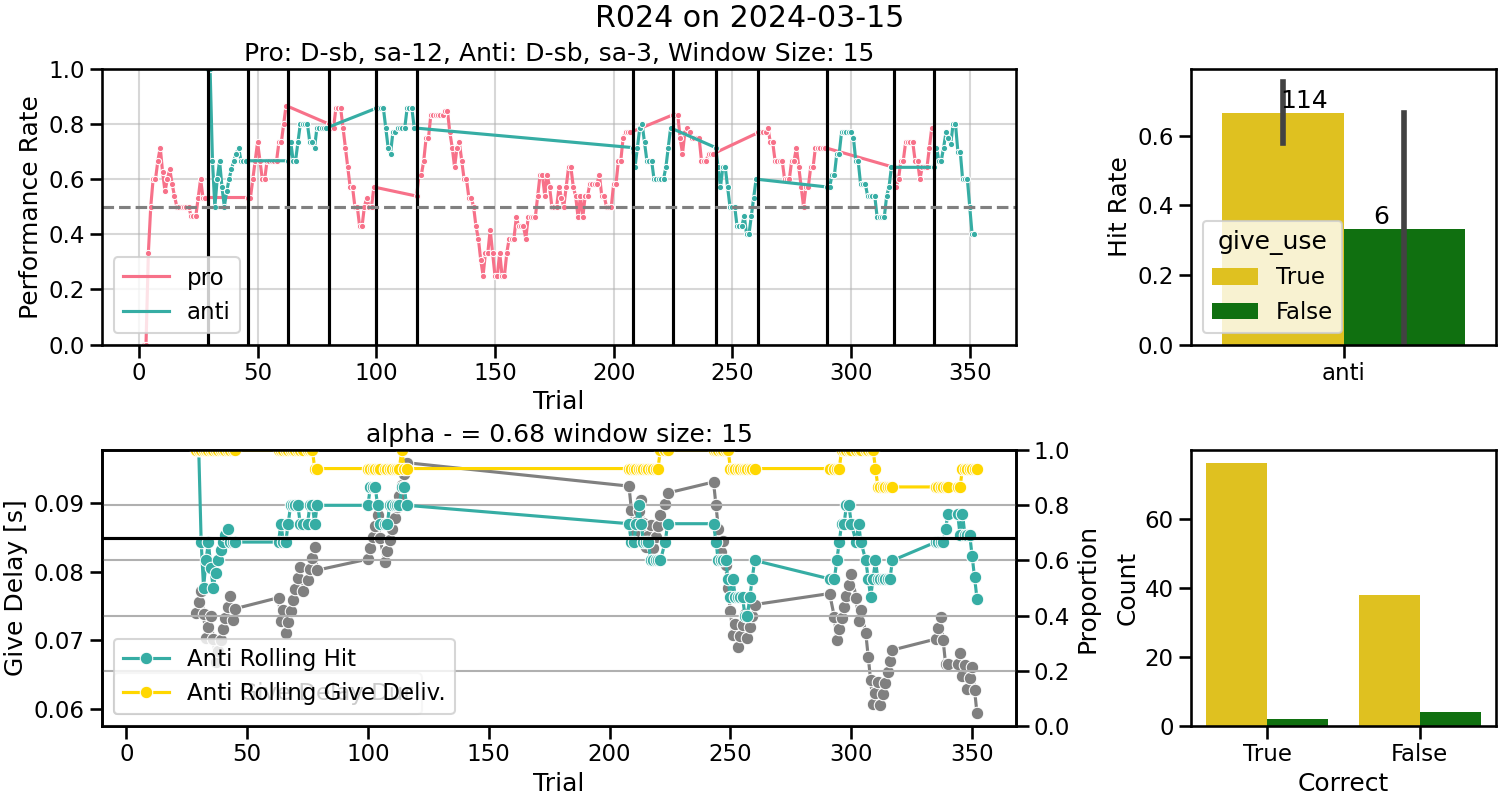 R024 on 2024-03-15
Pro: D-sb, sa-12, Anti: D-sb, sa-3, Window Size: 15
Performance Rate
1.0
0.8
0.6
0.4
0.2
0.0
pro
anti
0 50 100 150 200 250 300 350
Trial
Hit Rate
0.6
0.4
0.2
0.0
114
6
give_use
True
False
anti
alpha - = 0.68 window size: 15
Give Delay [s]
0.09
0.08
0.07
0.06
Anti Rolling Hit
Anti Rolling Give Deliv.
1.0
0.8
0.6
0.4
0.2
0.0
Proportion
0 50 100 150 200 250 300 350
Trial
Count
60
40
20
0
True False
Correct